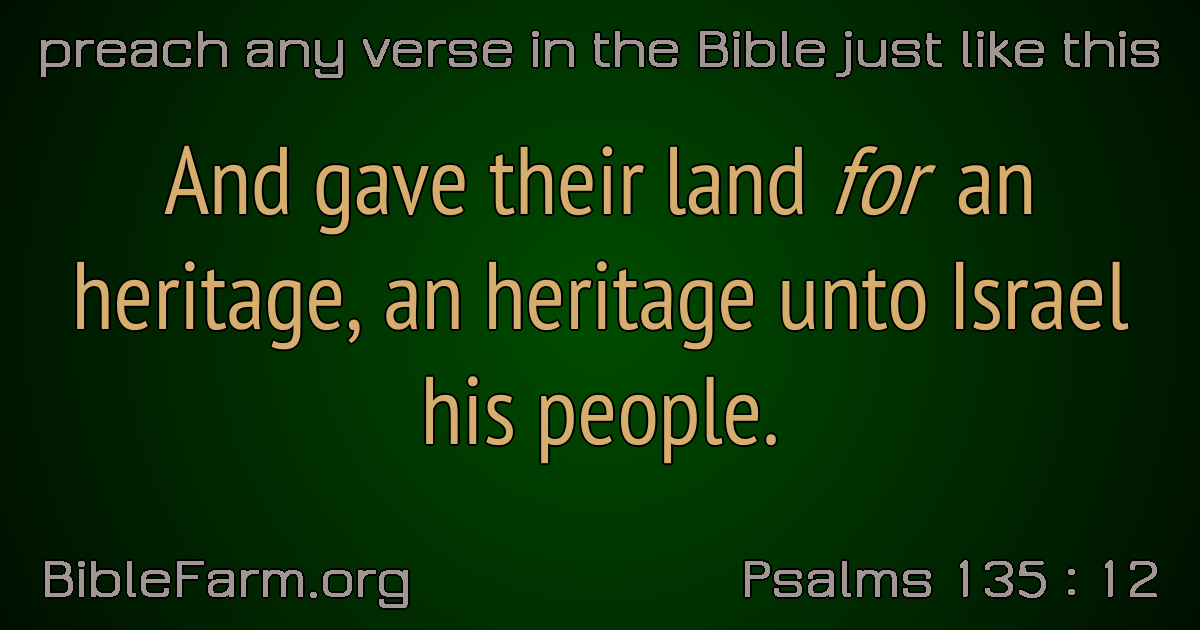 preach any verse in the Bible just like this
And gave their land for an
heritage, an heritage unto Israel
his people.
BibleFarm.org
Psalms 135 : 12